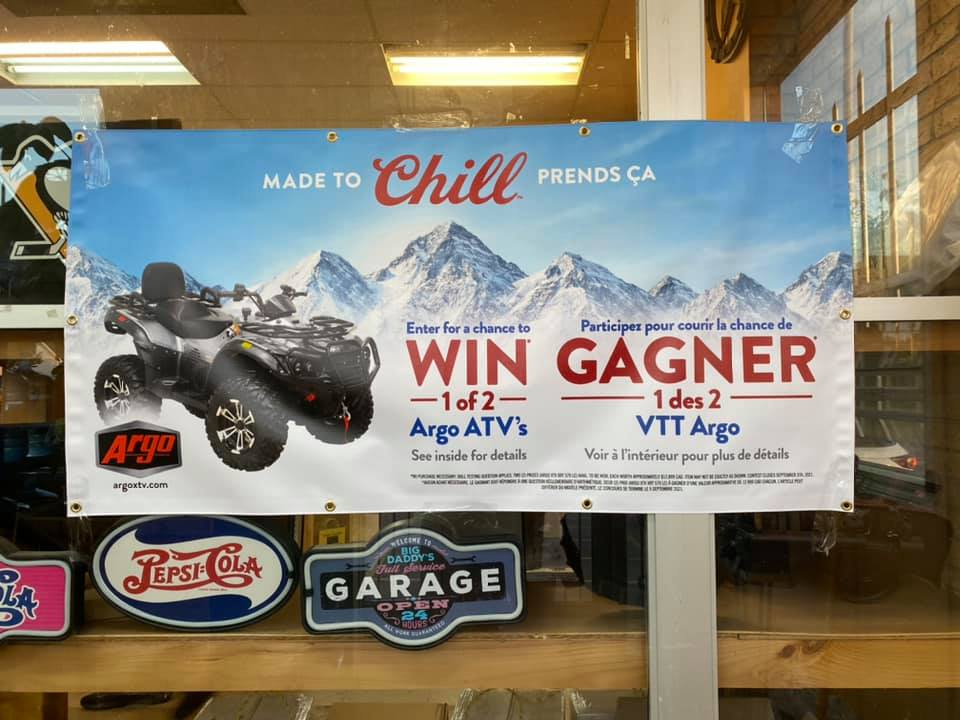 MADE TO Chill PRENDS ÇA
Enter for a chance to
WIN*
1 of 2
Argo ATV's
See inside for details
Participez pour courir la chance de
GAGNER*
1 des 2
VTT Argo
Voir à l'intérieur pour plus de détails
Argo
argoxtv.com
PEPSI:COLA
WELCOME TO
BIG
DADDY'S
Full Service
GARAGE
OPEN
24
HOURS
ALL WORK GUARANTEED